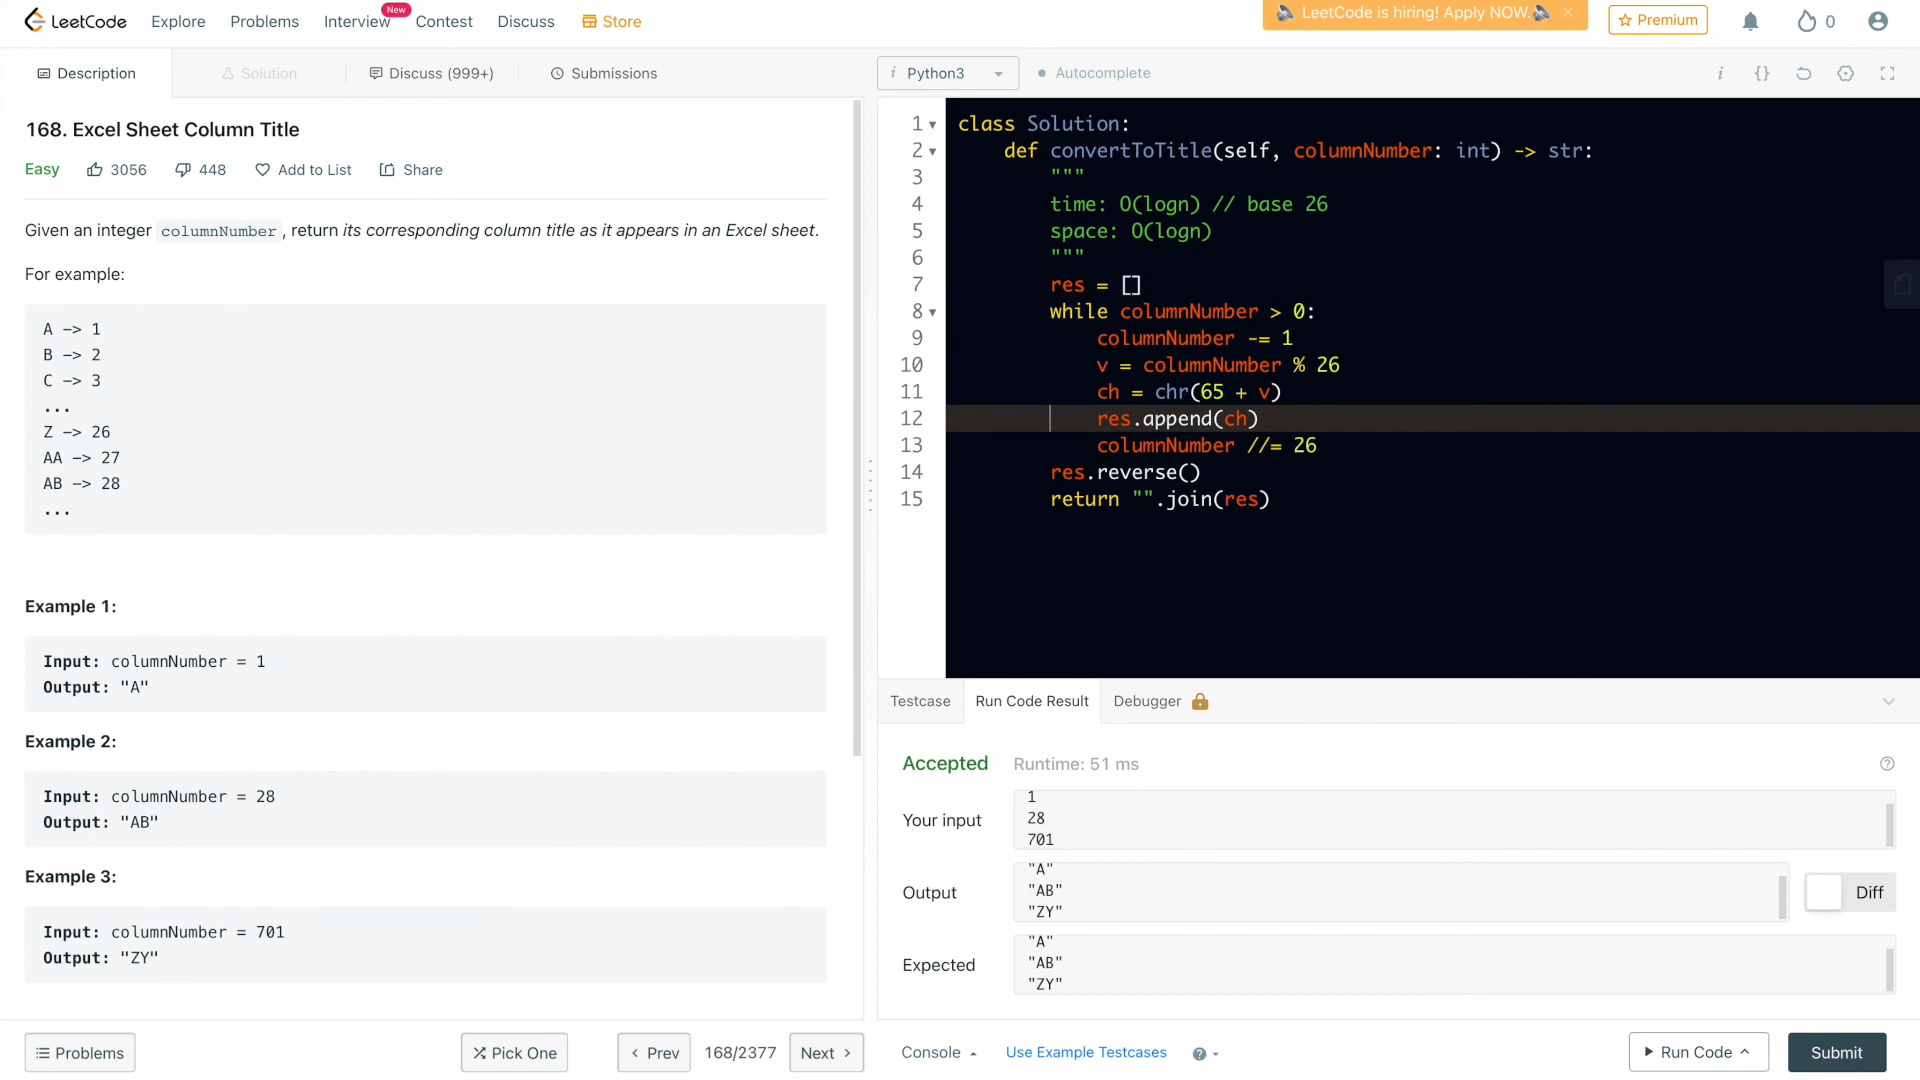 LeetCode
Explore
Problems
Interview
New
Contest
Discuss
Store
LeetCode is hiring! Apply NOW.
Premium
0
Description
Solution
Discuss (999+)
Submissions
i Python3
Autocomplete
i
{}
168. Excel Sheet Column Title
Easy
3056
448
Add to List
Share
Given an integer columnNumber, return its corresponding column title as it appears in an Excel sheet.
For example:
A -> 1
B -> 2
C -> 3
...
Z -> 26
AA -> 27
AB -> 28
...
Example 1:
Input: columnNumber = 1
Output: "A"
Example 2:
Input: columnNumber = 28
Output: "AB"
Example 3:
Input: columnNumber = 701
Output: "ZY"
Problems
Pick One
< Prev
168/2377
Next >
1 class Solution:
2 def convertToTitle(self, columnNumber: int) -> str:
3 """
4 time: O(logn) // base 26
5 space: O(logn)
6 """
7 res = []
8 while columnNumber > 0:
9 columnNumber -= 1
10 v = columnNumber % 26
11 ch = chr(65 + v)
12 res.append(ch)
13 columnNumber //= 26
14 res.reverse()
15 return "".join(res)
Testcase
Run Code Result
Debugger
Accepted
Runtime: 51 ms
?
Your input
1
28
701
Output
"A"
"AB"
"ZY"
Diff
Expected
"A"
"AB"
"ZY"
Console
Use Example Testcases
?
Run Code
Submit